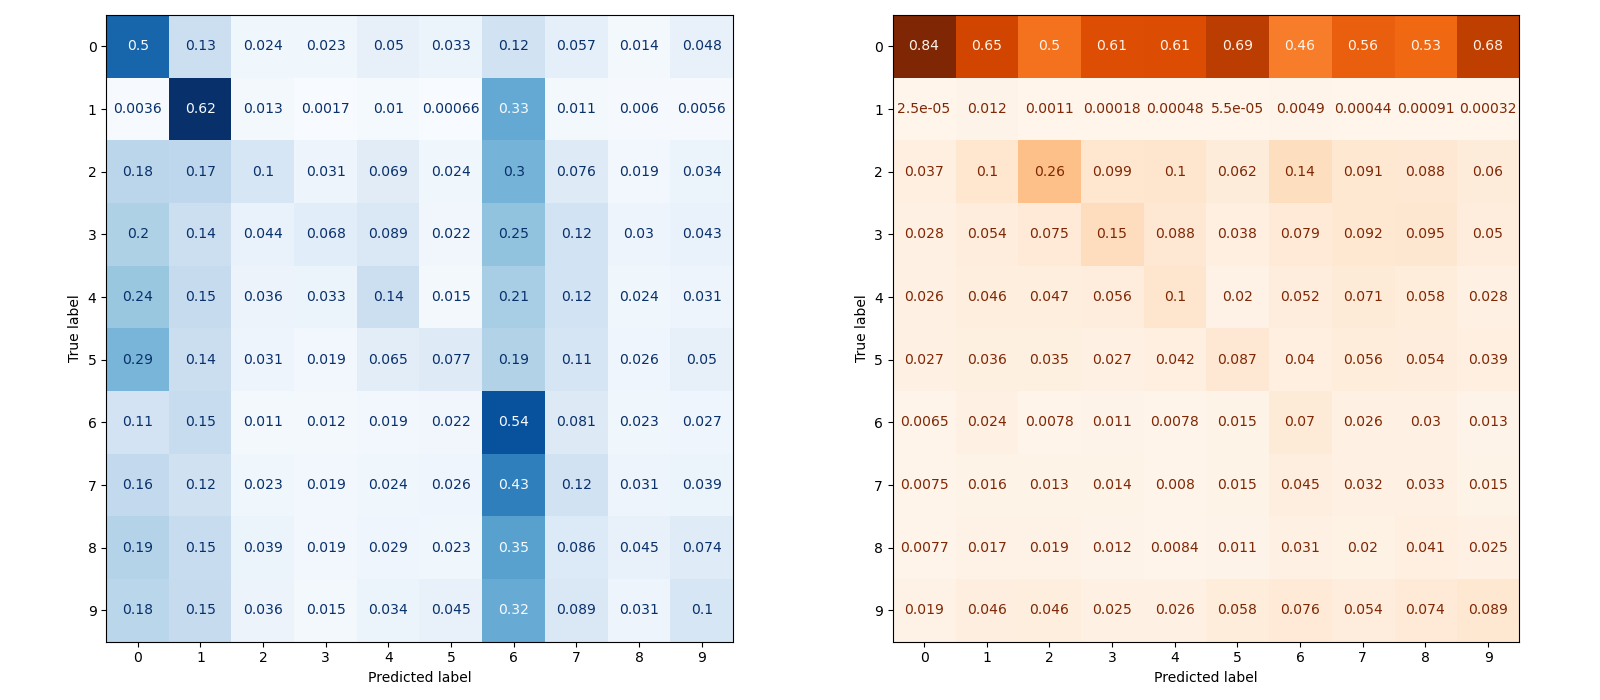 0 0.5 0.13 0.024 0.023 0.05 0.033 0.12 0.057 0.014 0.048
1 0.0036 0.62 0.013 0.0017 0.01 0.00066 0.33 0.011 0.006 0.0056
2 0.18 0.17 0.1 0.031 0.069 0.024 0.3 0.076 0.019 0.034
3 0.2 0.14 0.044 0.068 0.089 0.022 0.25 0.12 0.03 0.043
4 0.24 0.15 0.036 0.033 0.14 0.015 0.21 0.12 0.024 0.031
True label
5 0.29 0.14 0.031 0.019 0.065 0.077 0.19 0.11 0.026 0.05
6 0.11 0.15 0.011 0.012 0.019 0.022 0.54 0.081 0.023 0.027
7 0.16 0.12 0.023 0.019 0.024 0.026 0.43 0.12 0.031 0.039
8 0.19 0.15 0.039 0.019 0.029 0.023 0.35 0.086 0.045 0.074
9 0.18 0.15 0.036 0.015 0.034 0.045 0.32 0.089 0.031 0.1
0 1 2 3 4 5 6 7 8 9
Predicted label
0 0.84 0.65 0.5 0.61 0.61 0.69 0.46 0.56 0.53 0.68
1 2.5e-05 0.012 0.0011 0.00018 0.00048 5.5e-05 0.0049 0.00044 0.00091 0.00032
2 0.037 0.1 0.26 0.099 0.1 0.062 0.14 0.091 0.088 0.06
3 0.028 0.054 0.075 0.15 0.088 0.038 0.079 0.092 0.095 0.05
4 0.026 0.046 0.047 0.056 0.1 0.02 0.052 0.071 0.058 0.028
True label
5 0.027 0.036 0.035 0.027 0.042 0.087 0.04 0.056 0.054 0.039
6 0.0065 0.024 0.0078 0.011 0.0078 0.015 0.07 0.026 0.03 0.013
7 0.0075 0.016 0.013 0.014 0.008 0.015 0.045 0.032 0.033 0.015
8 0.0077 0.017 0.019 0.012 0.0084 0.011 0.031 0.02 0.041 0.025
9 0.019 0.046 0.046 0.025 0.026 0.058 0.076 0.054 0.074 0.089
0 1 2 3 4 5 6 7 8 9
Predicted label